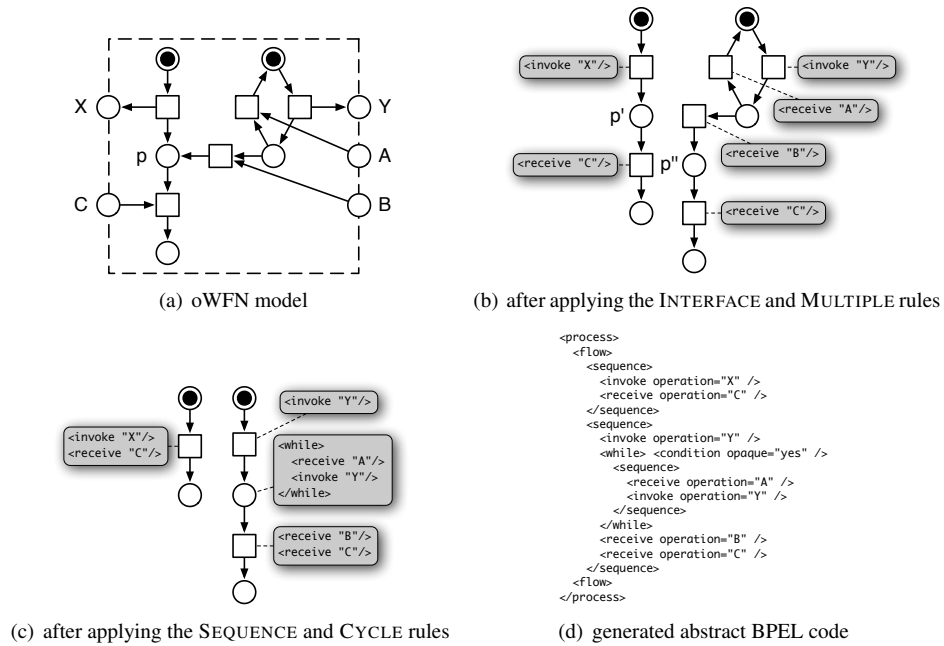 X
Y
p
A
C
B
(a) oWFN model
<invoke "X"/>
<invoke "Y"/>
<receive "A"/>
p'
<receive "B"/>
<receive "C"/>
p''
<receive "C"/>
(b) after applying the INTERFACE and MULTIPLE rules
<invoke "Y"/>
<invoke "X"/>
<receive "C"/>
<while>
<receive "A"/>
<invoke "Y"/>
</while>
<receive "B"/>
<receive "C"/>
(c) after applying the SEQUENCE and CYCLE rules
<process>
<flow>
<sequence>
<invoke operation="X" />
<receive operation="C" />
</sequence>
<sequence>
<invoke operation="Y" />
<while> <condition opaque="yes" />
<sequence>
<receive operation="A" />
<invoke operation="Y" />
</sequence>
</while>
<receive operation="B" />
<receive operation="C" />
</sequence>
<flow>
</process>
(d) generated abstract BPEL code